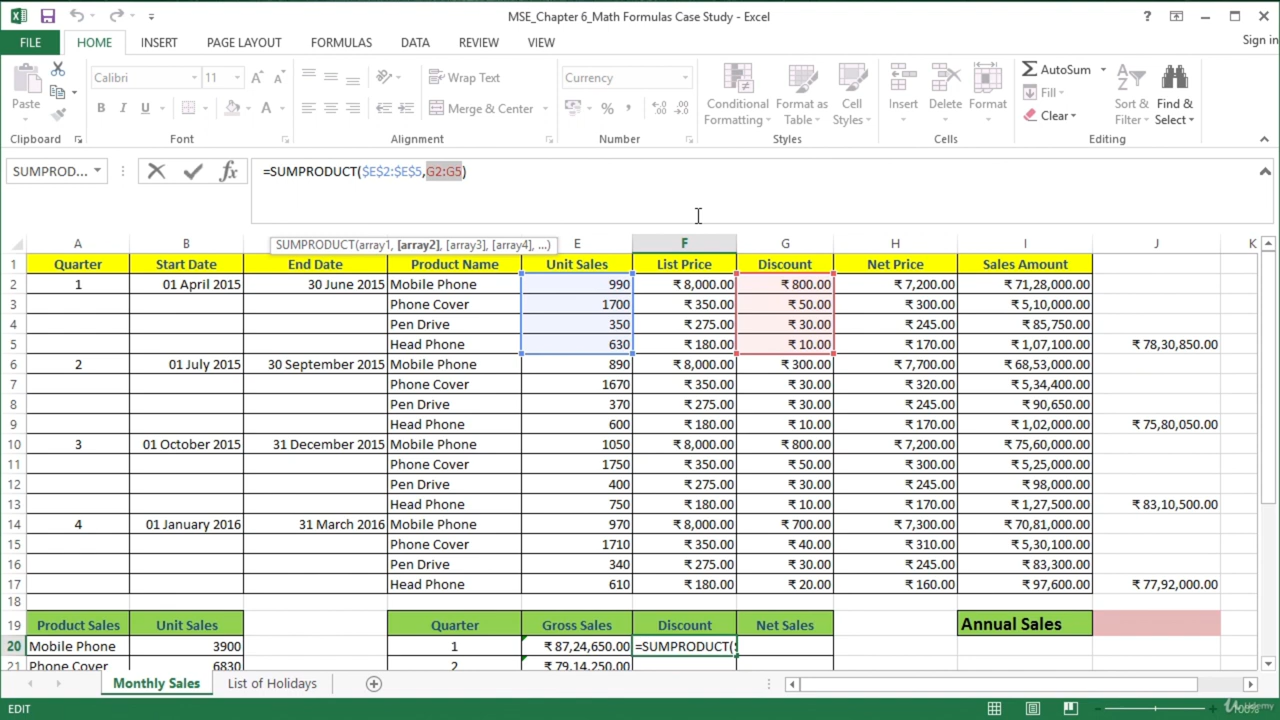 MSE_Chapter 6_Math Formulas Case Study - Excel
FILE HOME INSERT PAGE LAYOUT FORMULAS DATA REVIEW VIEW Sign in
Calibri 11 Wrap Text Currency AutoSum
Paste Merge & Center Conditional Formatting Format as Table Cell Styles Insert Delete Format Fill Sort & Filter Find & Select
Clear
Clipboard Font Alignment Number Styles Cells Editing
SUMPROD... =SUMPRODUCT($E$2:$E$5,G2:G5)
SUMPRODUCT(array1, [array2], [array3], [array4], ...)
A B E F G H I J K
1 Quarter Start Date End Date Product Name Unit Sales List Price Discount Net Price Sales Amount
2 1 01 April 2015 30 June 2015 Mobile Phone 990 ₹ 8,000.00 ₹ 800.00 ₹ 7,200.00 ₹ 71,28,000.00
3 Phone Cover 1700 ₹ 350.00 ₹ 50.00 ₹ 300.00 ₹ 5,10,000.00
4 Pen Drive 350 ₹ 275.00 ₹ 30.00 ₹ 245.00 ₹ 85,750.00
5 Head Phone 630 ₹ 180.00 ₹ 10.00 ₹ 170.00 ₹ 1,07,100.00 ₹ 78,30,850.00
6 2 01 July 2015 30 September 2015 Mobile Phone 890 ₹ 8,000.00 ₹ 300.00 ₹ 7,700.00 ₹ 68,53,000.00
7 Phone Cover 1670 ₹ 350.00 ₹ 30.00 ₹ 320.00 ₹ 5,34,400.00
8 Pen Drive 370 ₹ 275.00 ₹ 30.00 ₹ 245.00 ₹ 90,650.00
9 Head Phone 600 ₹ 180.00 ₹ 10.00 ₹ 170.00 ₹ 1,02,000.00 ₹ 75,80,050.00
10 3 01 October 2015 31 December 2015 Mobile Phone 1050 ₹ 8,000.00 ₹ 800.00 ₹ 7,200.00 ₹ 75,60,000.00
11 Phone Cover 1750 ₹ 350.00 ₹ 50.00 ₹ 300.00 ₹ 5,25,000.00
12 Pen Drive 400 ₹ 275.00 ₹ 30.00 ₹ 245.00 ₹ 98,000.00
13 Head Phone 750 ₹ 180.00 ₹ 10.00 ₹ 170.00 ₹ 1,27,500.00 ₹ 83,10,500.00
14 4 01 January 2016 31 March 2016 Mobile Phone 970 ₹ 8,000.00 ₹ 700.00 ₹ 7,300.00 ₹ 70,81,000.00
15 Phone Cover 1710 ₹ 350.00 ₹ 40.00 ₹ 310.00 ₹ 5,30,100.00
16 Pen Drive 340 ₹ 275.00 ₹ 30.00 ₹ 245.00 ₹ 83,300.00
17 Head Phone 610 ₹ 180.00 ₹ 20.00 ₹ 160.00 ₹ 97,600.00 ₹ 77,92,000.00
18
19 Product Sales Unit Sales Quarter Gross Sales Discount Net Sales Annual Sales
20 Mobile Phone 3900 1 ₹ 87,24,650.00 =SUMPRODUCT(
21 Phone Cover 6830 2 ₹ 79,14,250.00
Monthly Sales List of Holidays
EDIT 100%
Udemy